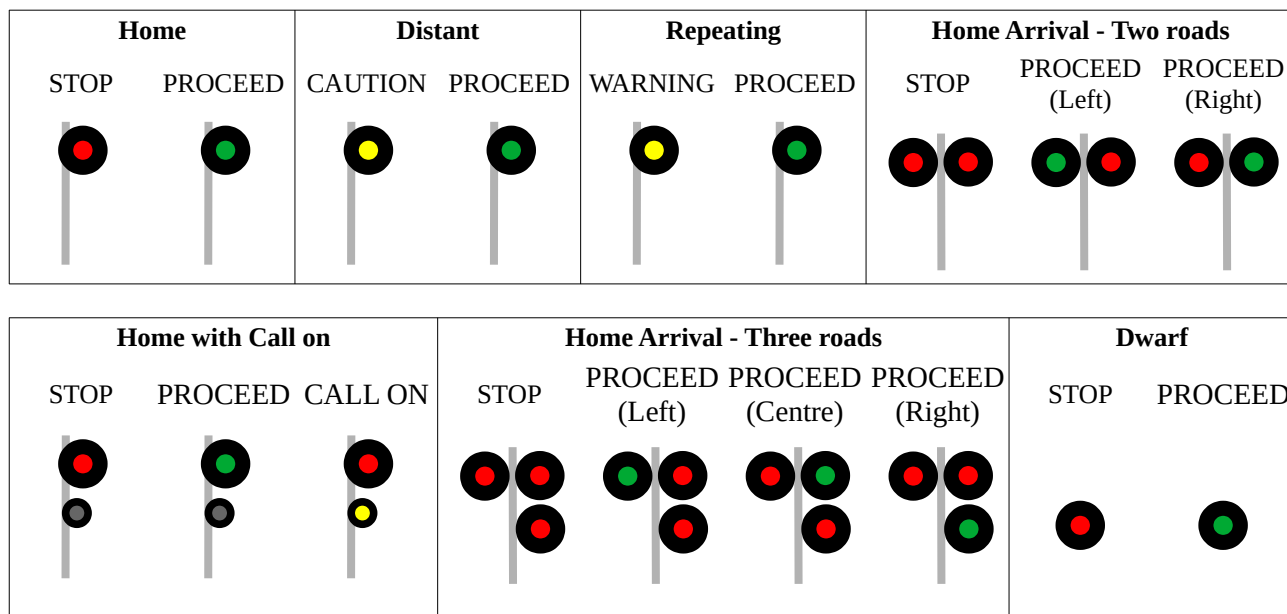 Home
STOP PROCEED
Distant
CAUTION PROCEED
Repeating
WARNING PROCEED
Home Arrival - Two roads
STOP
PROCEED
(Left)
PROCEED
(Right)
Home with Call on
STOP PROCEED CALL ON
Home Arrival - Three roads
STOP
PROCEED
(Left)
PROCEED
(Centre)
PROCEED
(Right)
Dwarf
STOP PROCEED